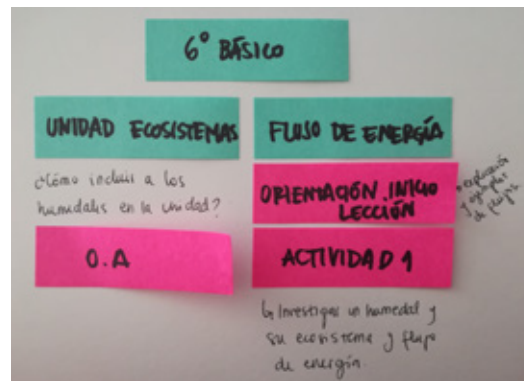 6° BÁSICO
UNIDAD ECOSISTEMAS
FLUJO DE ENERGÍA
¿Cómo incluir a los
humedales en la unidad?
ORIENTACIÓN. INICIO
LECCIÓN
y ejemplos
O.A
ACTIVIDAD 1
↳ Investigar un humedal y
su ecosistema y flujo
de energía.